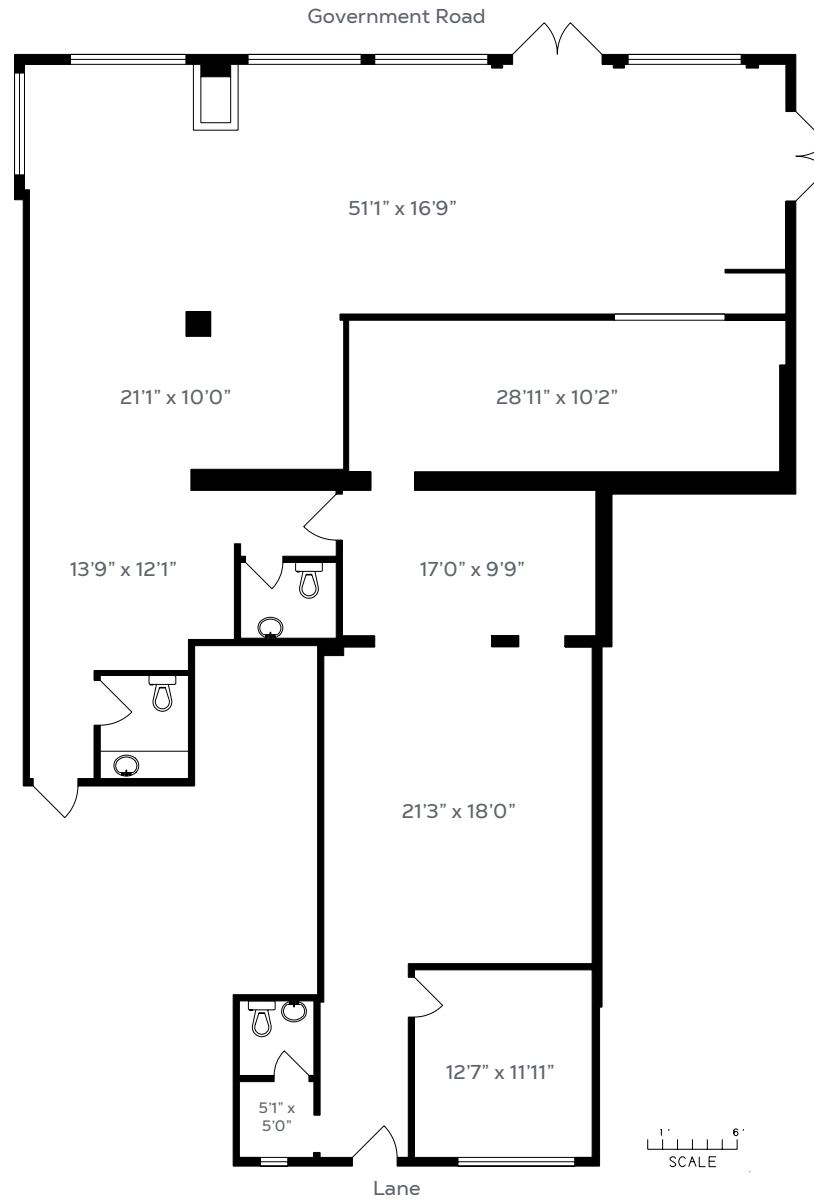 Government Road
51’1” x 16’9”
21’1” x 10’0”
28’11” x 10’2”
13’9” x 12’1”
17’0” x 9’9”
21’3” x 18’0”
12’7” x 11’11”
5’1” x
5’0”
1' 6'
SCALE
Lane